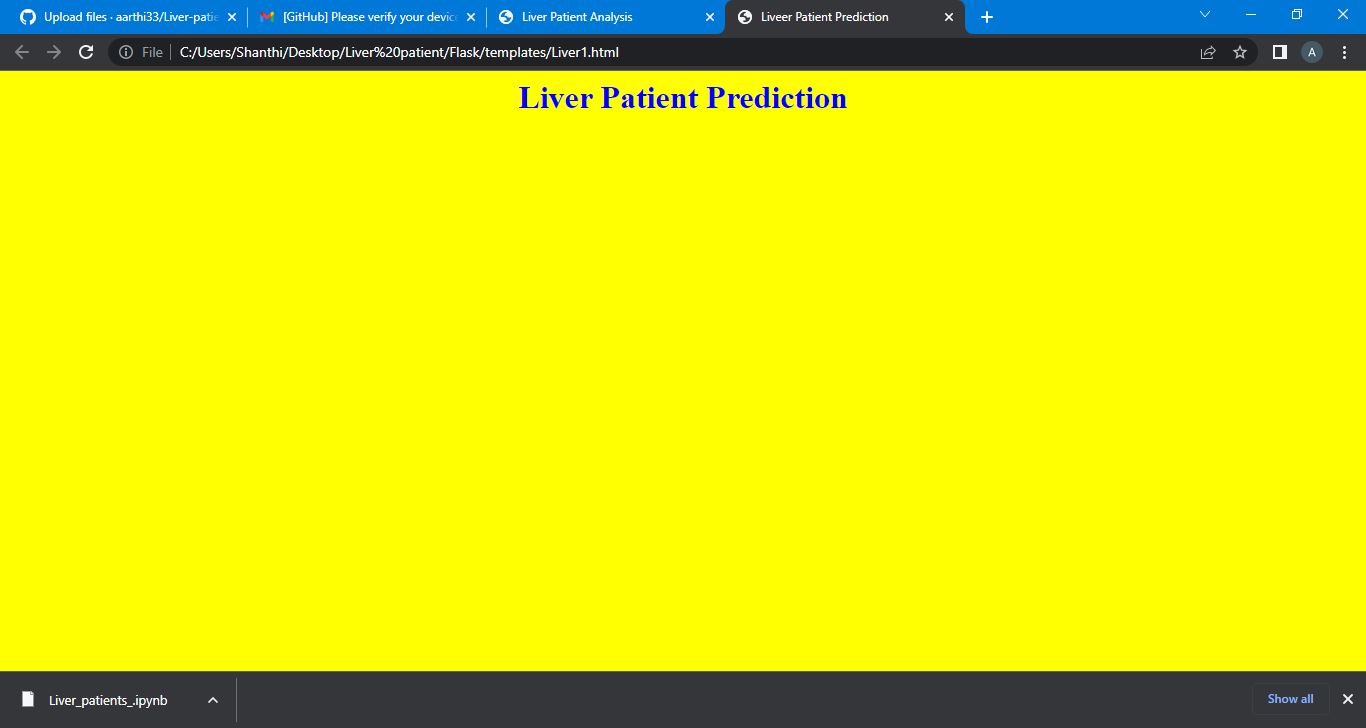 Upload files · aarthi33/Liver-patie
[GitHub] Please verify your device
Liver Patient Analysis
Liveer Patient Prediction
File
C:/Users/Shanthi/Desktop/Liver%20patient/Flask/templates/Liver1.html
A
Liver Patient Prediction
Liver_patients_.ipynb
Show all